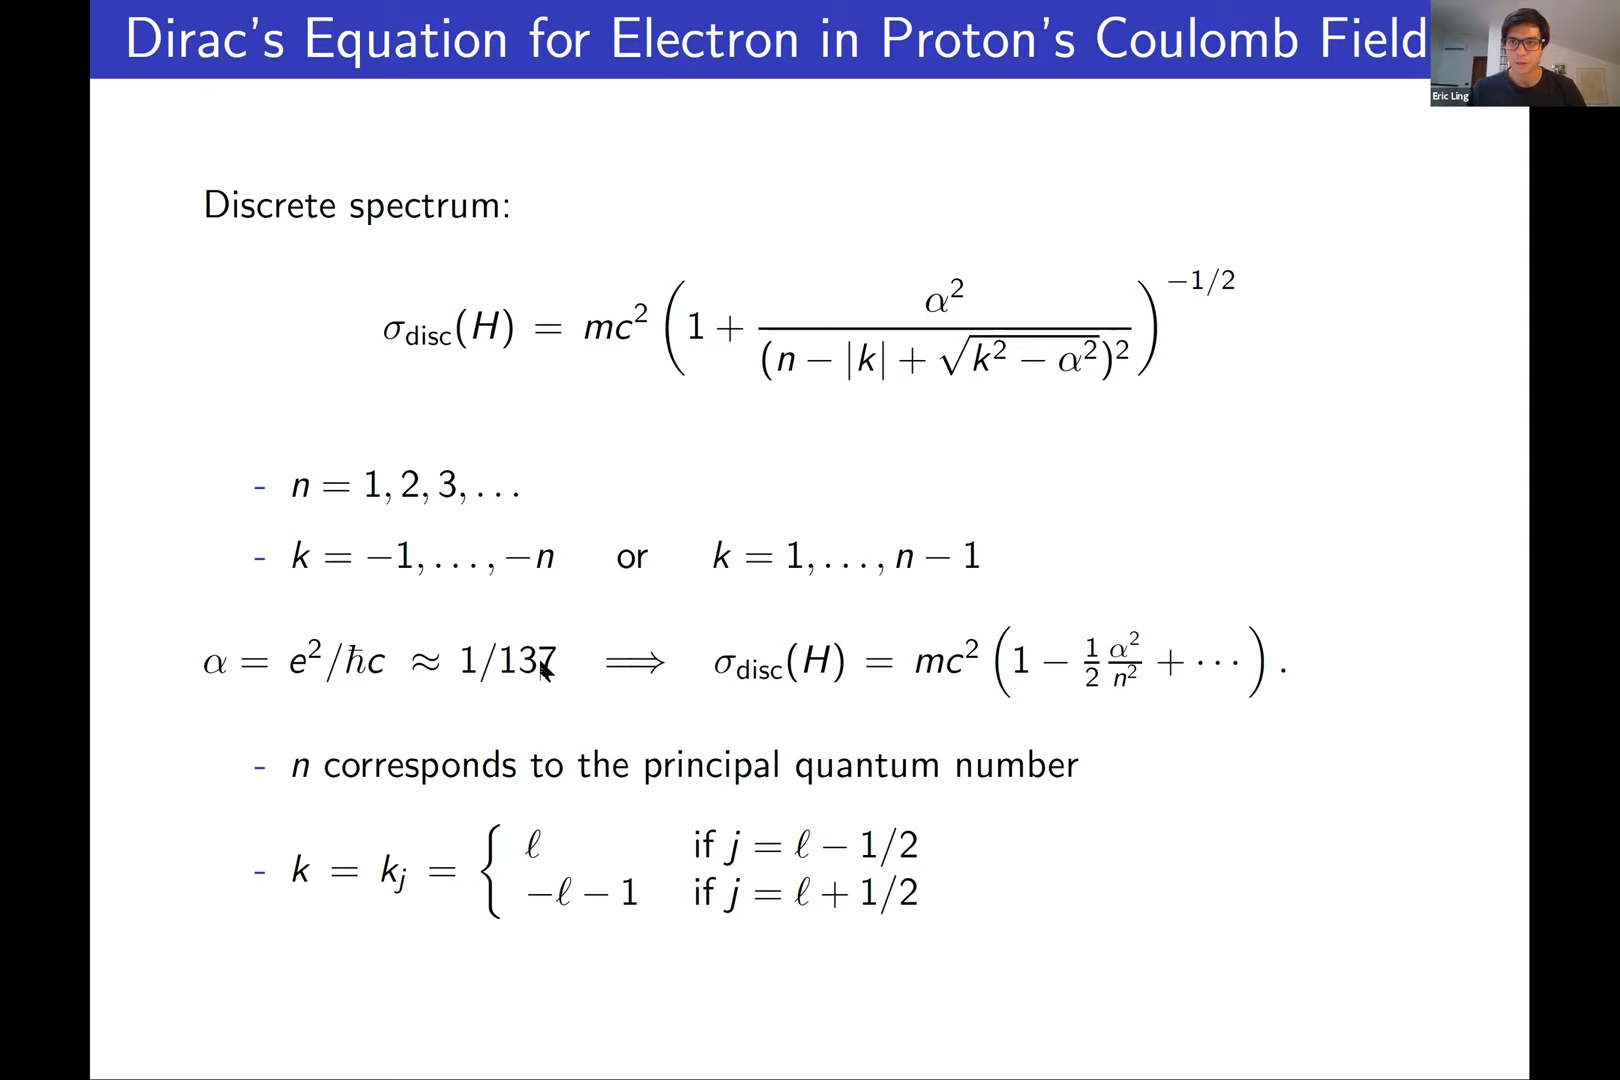 Dirac's Equation for Electron in Proton's Coulomb Field
Eric Ling
Discrete spectrum:
σ_disc(H) = mc² (1 + α² / (n − |k| + √(k² − α²))²)^(−1/2)
- n = 1, 2, 3, . . .
- k = −1, . . . , −n or k = 1, . . . , n − 1
α = e²/ℏc ≈ 1/137 ⟹ σ_disc(H) = mc² (1 − 1/2 α²/n² + ⋯) .
- n corresponds to the principal quantum number
- k = k_j = { ℓ if j = ℓ − 1/2
−ℓ − 1 if j = ℓ + 1/2